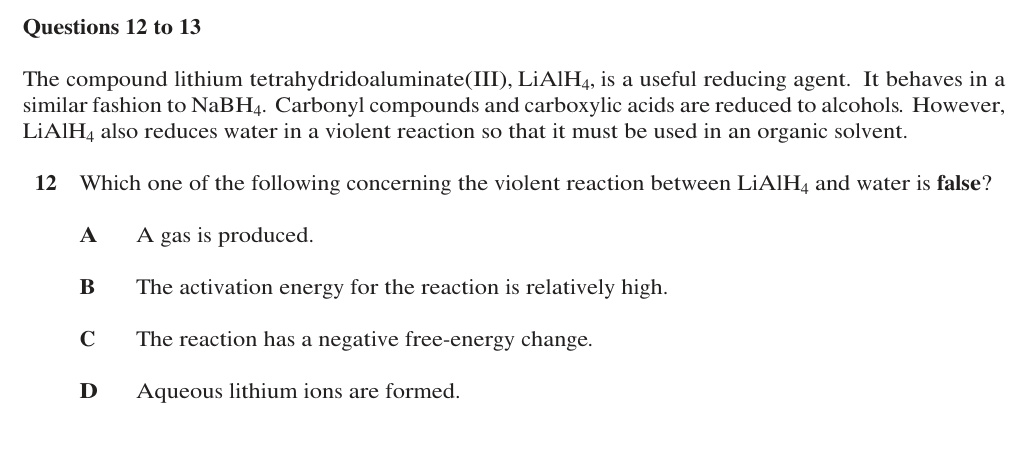 Questions 12 to 13
The compound lithium tetrahydridoaluminate(III), LiAlH₄, is a useful reducing agent. It behaves in a
similar fashion to NaBH₄. Carbonyl compounds and carboxylic acids are reduced to alcohols. However,
LiAlH₄ also reduces water in a violent reaction so that it must be used in an organic solvent.
12 Which one of the following concerning the violent reaction between LiAlH₄ and water is false?
A A gas is produced.
B The activation energy for the reaction is relatively high.
C The reaction has a negative free-energy change.
D Aqueous lithium ions are formed.